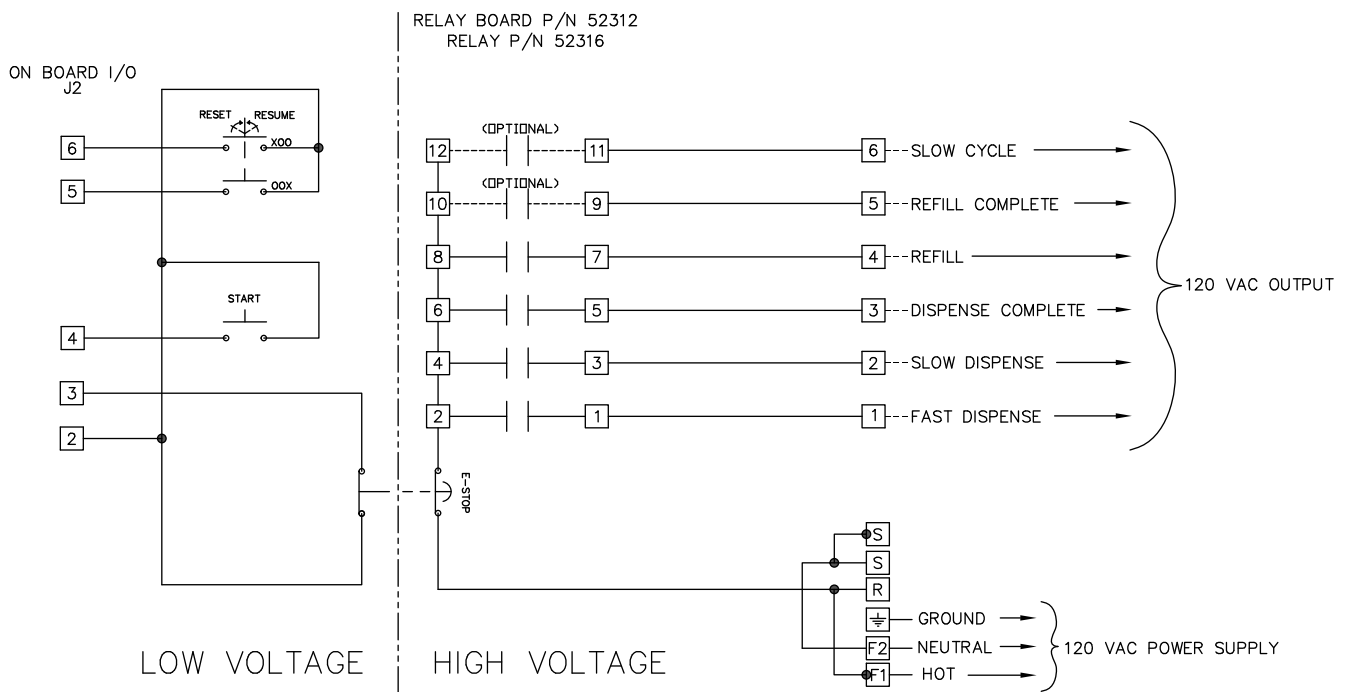 RELAY BOARD P/N 52312
RELAY P/N 52316
ON BOARD I/O
J2
RESET RESUME
6 XOO
5 OOX
START
4
3
2
(OPTIONAL)
12 11 6 SLOW CYCLE
(OPTIONAL)
10 9 5 REFILL COMPLETE
8 7 4 REFILL
6 5 3 DISPENSE COMPLETE
4 3 2 SLOW DISPENSE
2 1 1 FAST DISPENSE
120 VAC OUTPUT
E-STOP
S
S
R
GROUND
F2 NEUTRAL
F1 HOT
120 VAC POWER SUPPLY
LOW VOLTAGE
HIGH VOLTAGE